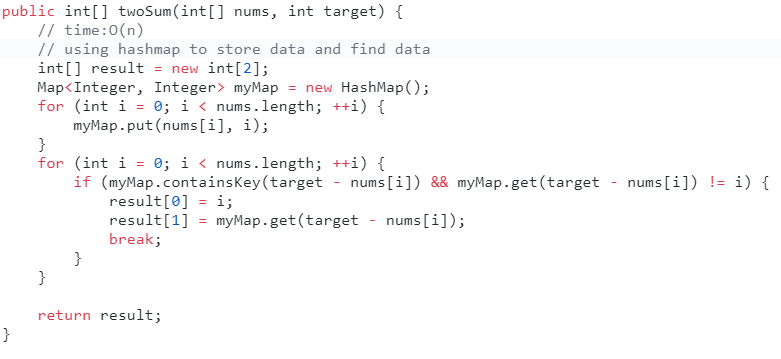 public int[] twoSum(int[] nums, int target) {
    // time:O(n)
    // using hashmap to store data and find data
    int[] result = new int[2];
    Map<Integer, Integer> myMap = new HashMap();
    for (int i = 0; i < nums.length; ++i) {
        myMap.put(nums[i], i);
    }
    for (int i = 0; i < nums.length; ++i) {
        if (myMap.containsKey(target - nums[i]) && myMap.get(target - nums[i]) != i) {
            result[0] = i;
            result[1] = myMap.get(target - nums[i]);
            break;
        }
    }

    return result;
}